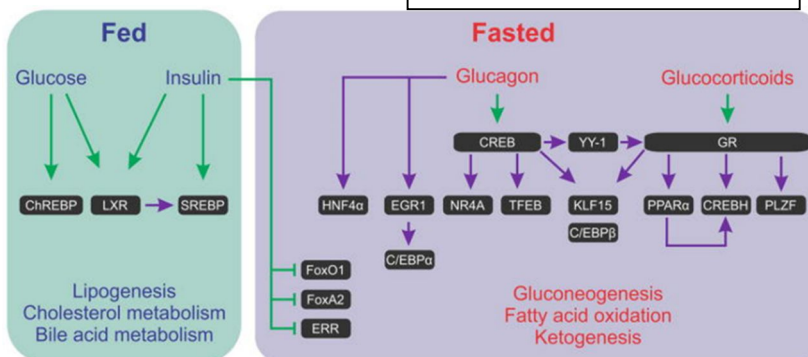 Fed
Fasted
Glucose
Insulin
Glucagon
Glucocorticoids
CREB
YY-1
GR
ChREBP
LXR
SREBP
HNF4α
EGR1
NR4A
TFEB
KLF15
PPARα
CREBH
PLZF
C/EBPβ
C/EBPα
FoxO1
FoxA2
ERR
Lipogenesis
Cholesterol metabolism
Bile acid metabolism
Gluconeogenesis
Fatty acid oxidation
Ketogenesis